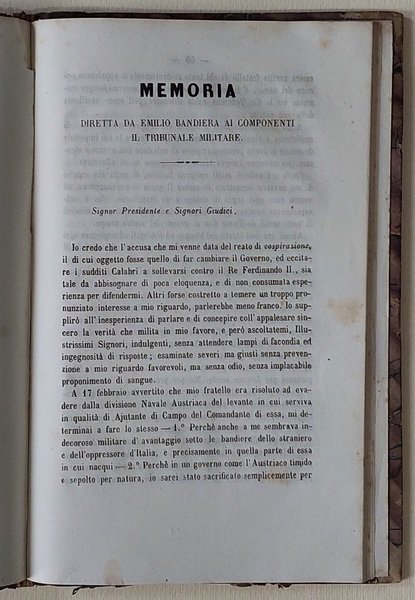 MEMORIA
DIRETTA DA EMILIO BANDIERA AI COMPONENTI
IL TRIBUNALE MILITARE.
Signor Presidente e Signori Giudici,
Io credo che l'accusa che mi venne data del reato di cospirazione,
il di cui oggetto fosse quello di far cambiare il Governo, ed eccita-
re i sudditi Calabri a sollevarsi contro il Re Ferdinando II., sia
tale da abbisognare di poca eloquenza, e di non consumata espe-
rienza per difendermi. Altri forse costretto a temere un troppo pro-
nunziato interesse a mio riguardo, parlerebbe meno franco. Io sup-
plirò all'inesperienza di parlare e di concepire coll'appalesare sin-
cero la verità che milita in mio favore, e però ascoltatemi, Illu-
strissimi Signori, indulgenti, senza attendere lampi di facondia ed
ingegnosità di risposte; esaminate severi ma giusti senza preven-
zione a mio riguardo favorevoli, ma senza odio, senza implacabile
proponimento di sangue.
A 17 febbraio avvertito che mio fratello era risoluto ad eva-
dere dalla divisione Navale Austriaca del levante in cui serviva
in qualità di Ajutante di Campo del Comandante di essa, mi de-
terminai a fare lo stesso — 1.° Perchè anche a me sembrava in-
decoroso militare d'avantaggio sotto le bandiere dello straniero
e dell'oppressore d'Italia, e precisamente in quella parte di essa
in cui nacqui — 2.° Perchè in un governo come l'Austriaco timido
e sepolto per natura, io sarei stato sacrificato semplicemente per